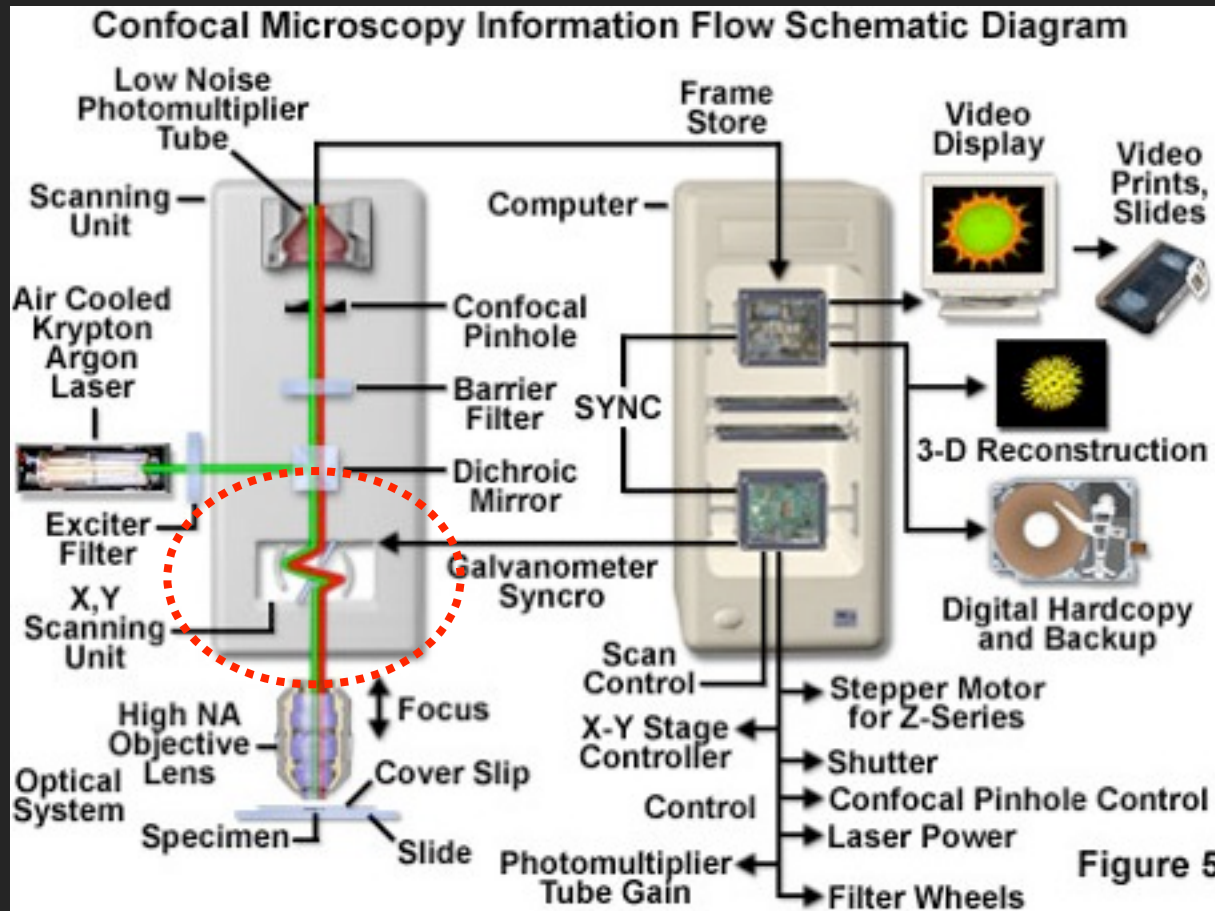 Confocal Microscopy Information Flow Schematic Diagram
Low Noise
Photomultiplier
Tube
Scanning
Unit
Air Cooled
Krypton
Argon
Laser
Exciter
Filter
X,Y
Scanning
Unit
High NA
Objective
Lens
Optical
System
Specimen
Slide
Cover Slip
Focus
Confocal
Pinhole
Barrier
Filter
Dichroic
Mirror
Galvanometer
Syncro
Frame
Store
Computer
SYNC
Video
Display
Video
Prints,
Slides
3-D Reconstruction
Digital Hardcopy
and Backup
Scan
Control
X-Y Stage
Controller
Control
Photomultiplier
Tube Gain
Stepper Motor
for Z-Series
Shutter
Confocal Pinhole Control
Laser Power
Filter Wheels
Figure 5